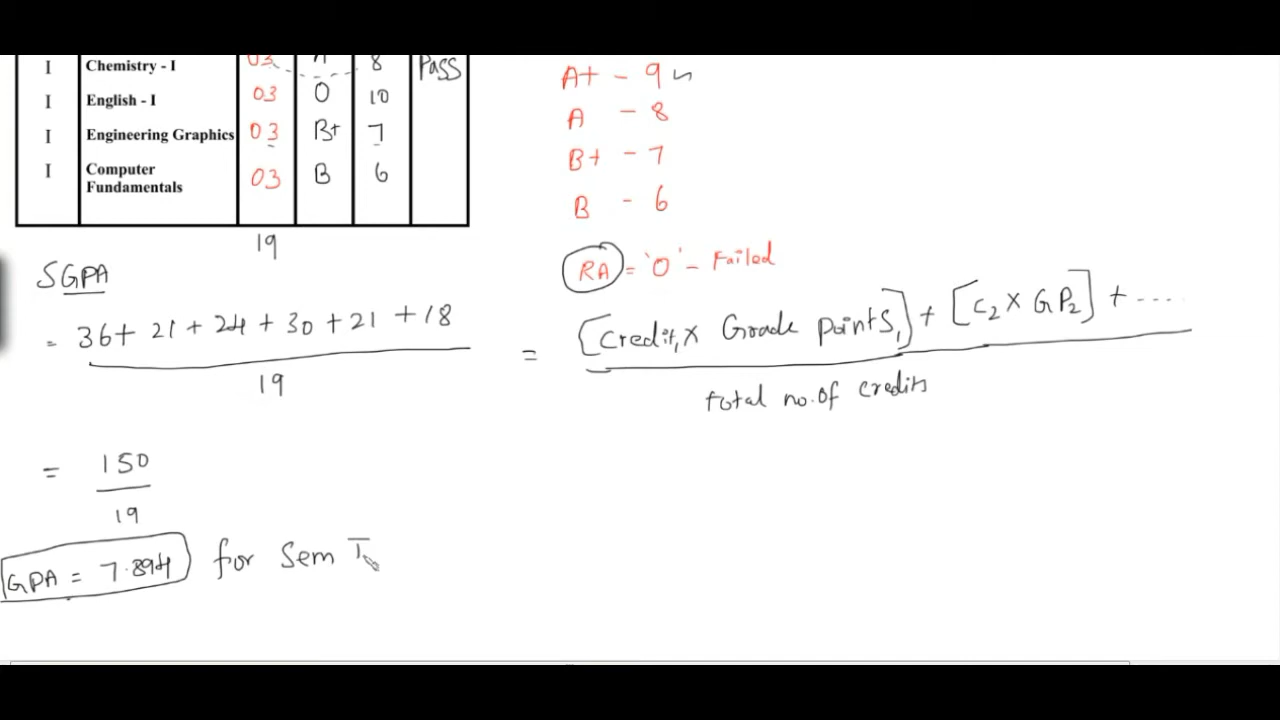 I Chemistry - I 03 A 8 Pass
I English - I 03 O 10
I Engineering Graphics 03 B+ 7
I Computer Fundamentals 03 B 6
19
A+ - 9
A - 8
B+ - 7
B - 6
RA = 'O' - Failed
SGPA
= 36 + 21 + 24 + 30 + 21 + 18
19
= [Credit1 x Grade Points1] + [C2 x GP2] + ....
total no. of credits
= 150
19
GPA = 7.894 for Sem I